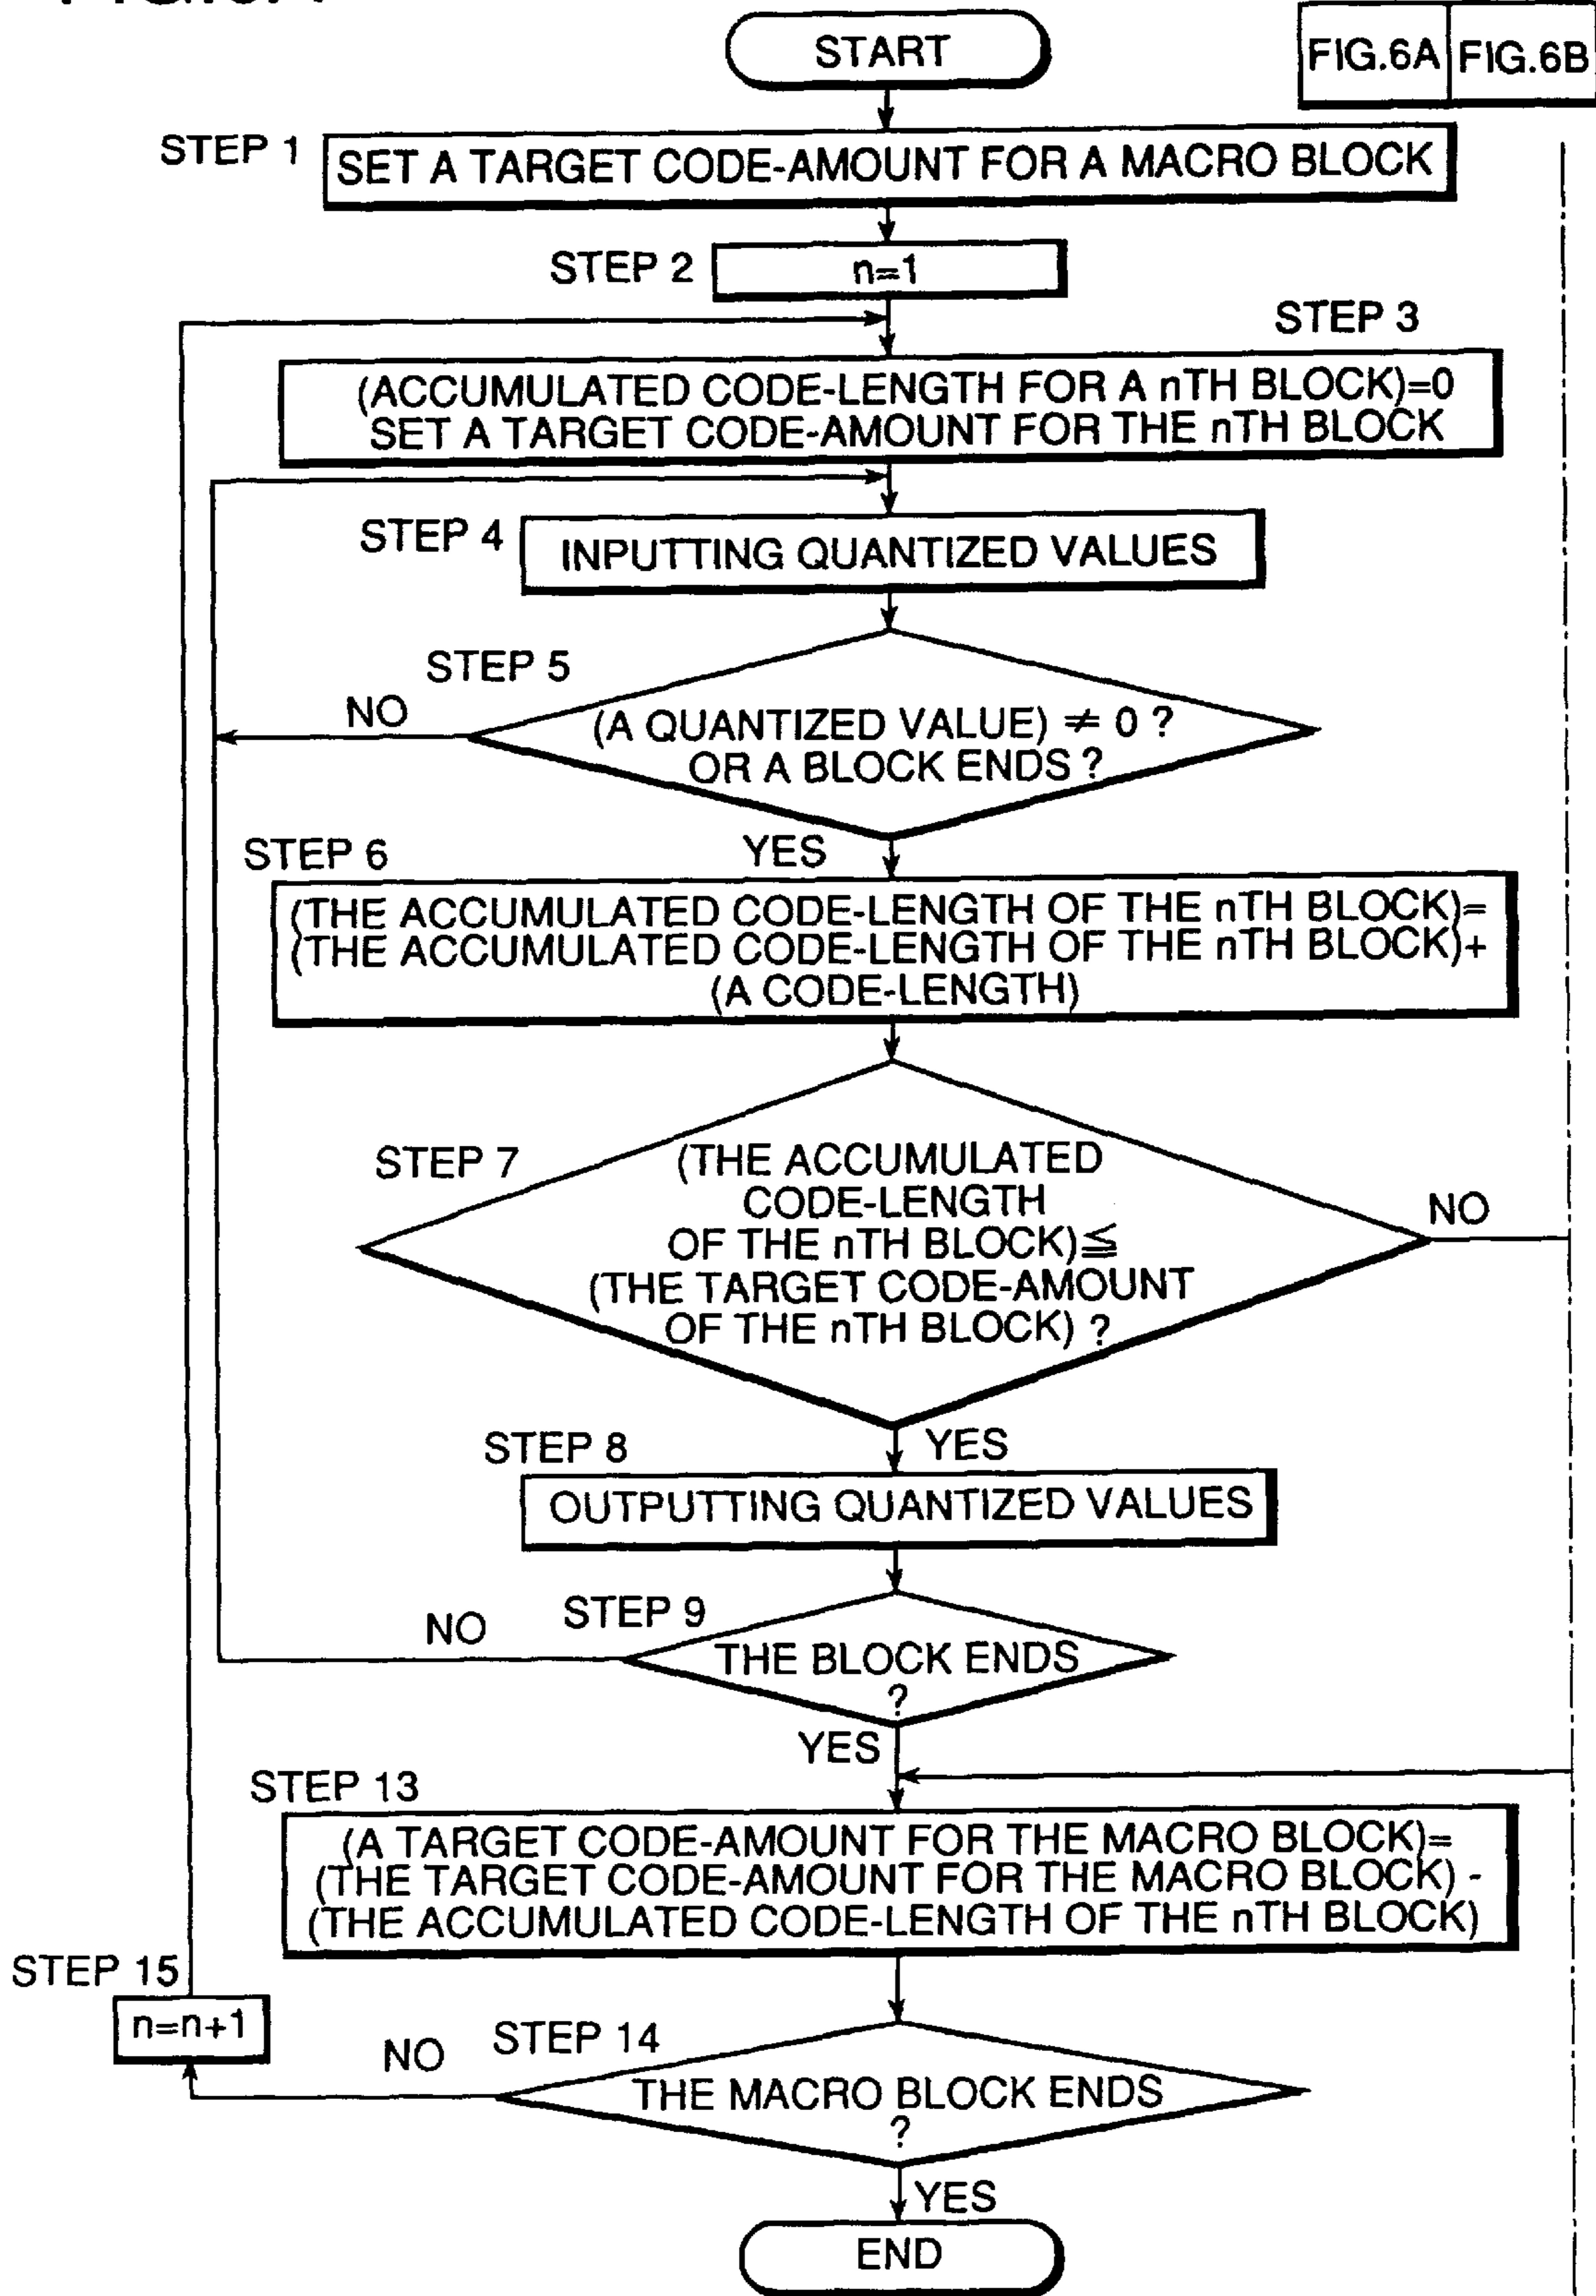 START
FIG.6A FIG.6B
STEP 1
SET A TARGET CODE-AMOUNT FOR A MACRO BLOCK
STEP 2
n=1
STEP 3
(ACCUMULATED CODE-LENGTH FOR A nTH BLOCK)=0
SET A TARGET CODE-AMOUNT FOR THE nTH BLOCK
STEP 4
INPUTTING QUANTIZED VALUES
STEP 5
NO
(A QUANTIZED VALUE) ≠ 0 ?
OR A BLOCK ENDS ?
YES
STEP 6
(THE ACCUMULATED CODE-LENGTH OF THE nTH BLOCK)=
(THE ACCUMULATED CODE-LENGTH OF THE nTH BLOCK)+
(A CODE-LENGTH)
STEP 7
(THE ACCUMULATED
CODE-LENGTH
OF THE nTH BLOCK)≦
(THE TARGET CODE-AMOUNT
OF THE nTH BLOCK) ?
NO
YES
STEP 8
OUTPUTTING QUANTIZED VALUES
STEP 9
NO
THE BLOCK ENDS
?
YES
STEP 13
(A TARGET CODE-AMOUNT FOR THE MACRO BLOCK)=
(THE TARGET CODE-AMOUNT FOR THE MACRO BLOCK) -
(THE ACCUMULATED CODE-LENGTH OF THE nTH BLOCK)
STEP 15
n=n+1
STEP 14
NO
THE MACRO BLOCK ENDS
?
YES
END